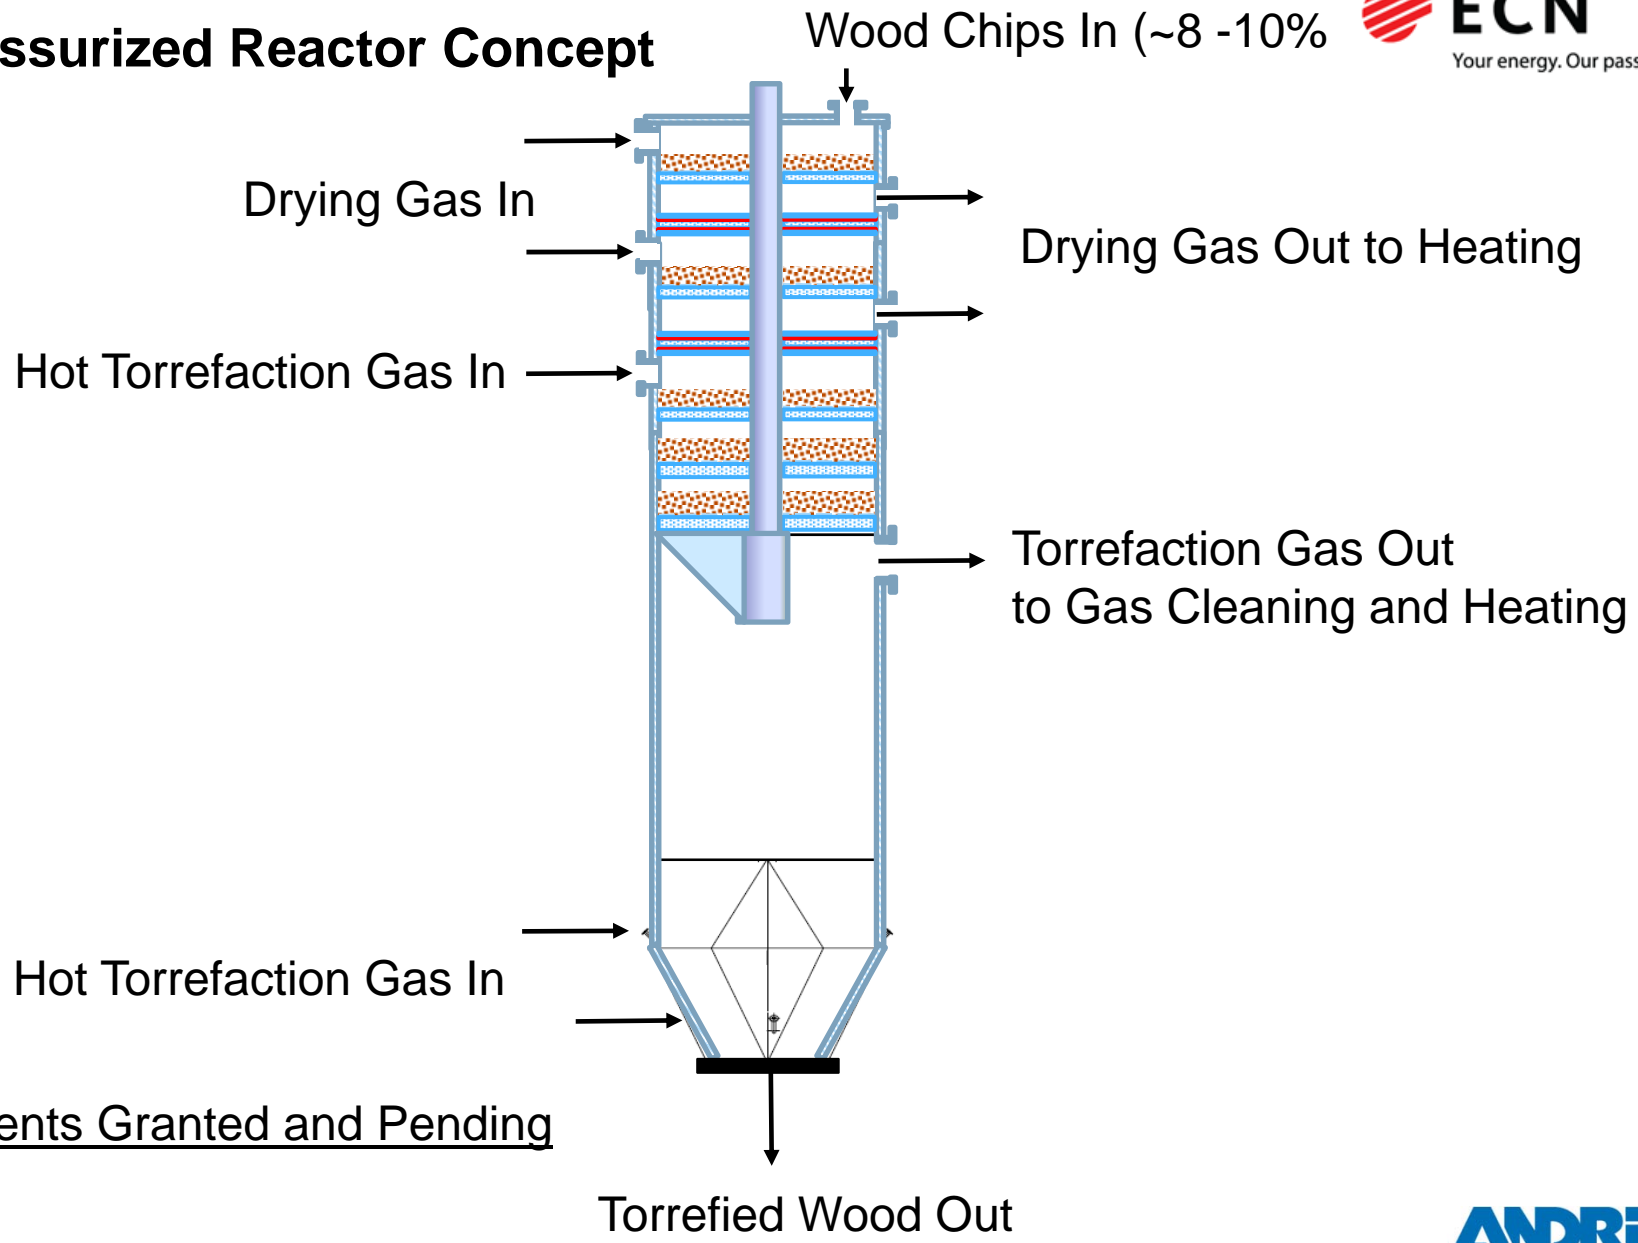 ssurized Reactor Concept
Wood Chips In (~8 -10%
ECN
Your energy. Our pass
Drying Gas In
Drying Gas Out to Heating
Hot Torrefaction Gas In
Torrefaction Gas Out
to Gas Cleaning and Heating
Hot Torrefaction Gas In
ents Granted and Pending
Torrefied Wood Out
ANDRi